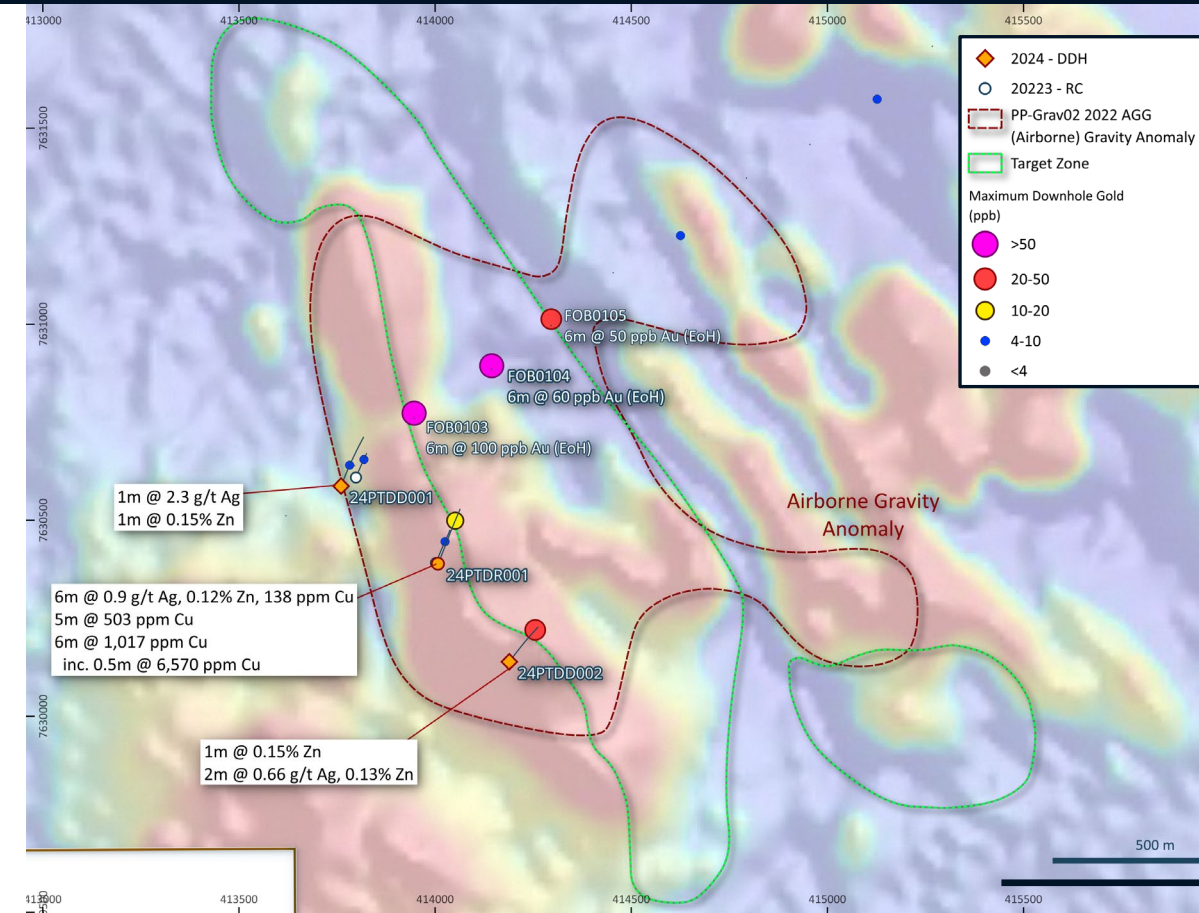 413000
413500
414000
414500
415000
415500
7631500
7631000
7630500
7630000
2024 - DDH
20223 - RC
PP-Grav02 2022 AGG
(Airborne) Gravity Anomaly
Target Zone
Maximum Downhole Gold
(ppb)
>50
20-50
10-20
4-10
<4
FOB0105
6m @ 50 ppb Au (EoH)
FOB0104
6m @ 60 ppb Au (EoH)
FOB0103
6m @ 100 ppb Au (EoH)
24PTDD001
1m @ 2.3 g/t Ag
1m @ 0.15% Zn
Airborne Gravity
Anomaly
24PTDR001
6m @ 0.9 g/t Ag, 0.12% Zn, 138 ppm Cu
5m @ 503 ppm Cu
6m @ 1,017 ppm Cu
inc. 0.5m @ 6,570 ppm Cu
24PTDD002
1m @ 0.15% Zn
2m @ 0.66 g/t Ag, 0.13% Zn
500 m
413500
414000
414500
415000
415500